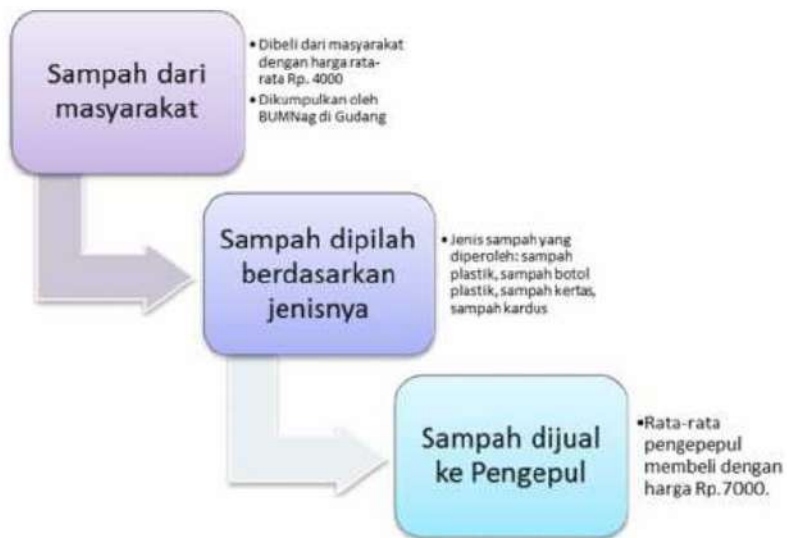 Sampah dari
masyarakat
• Dibeli dari masyarakat
dengan harga rata-
rata Rp. 4000
• Dikumpulkan oleh
BUMNag di Gudang
Sampah dipilah
berdasarkan
jenisnya
• Jenis sampah yang
diperoleh: sampah
plastik, sampah botol
plastik, sampah kertas,
sampah kardus
Sampah dijual
ke Pengepul
• Rata-rata
pengepepul
membeli dengan
harga Rp. 7000.